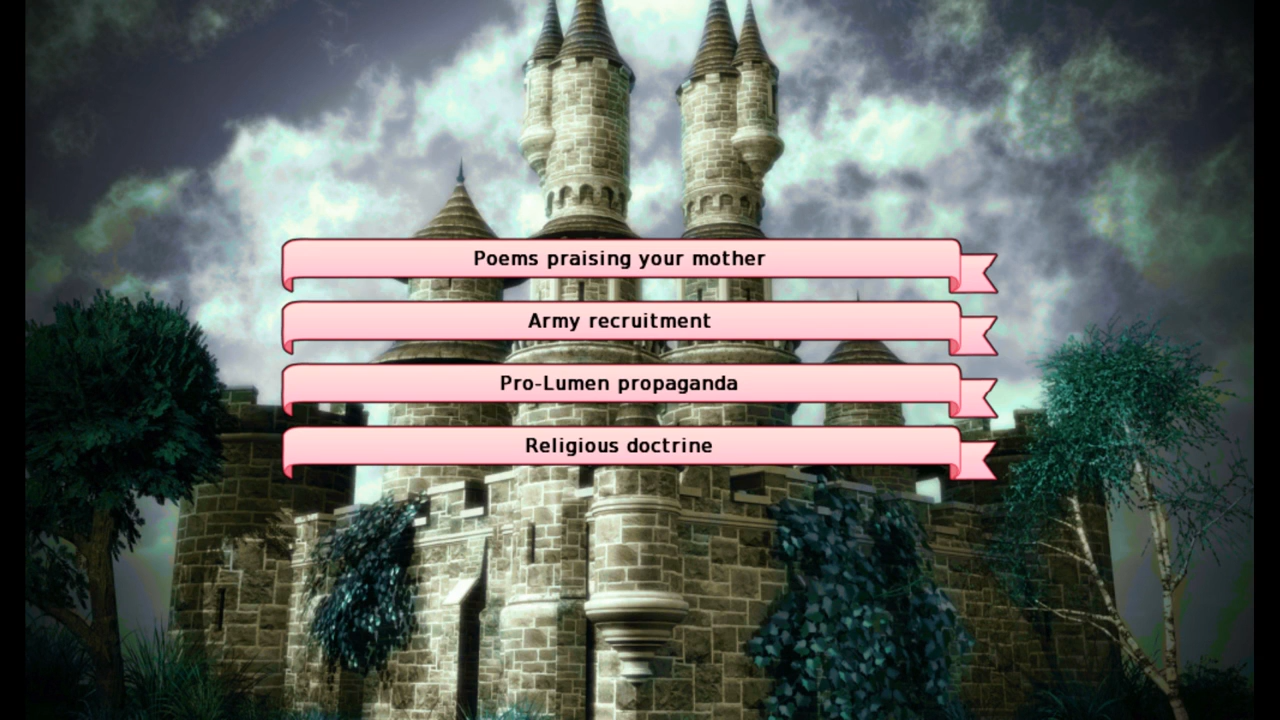 Poems praising your mother
Army recruitment
Pro-Lumen propaganda
Religious doctrine